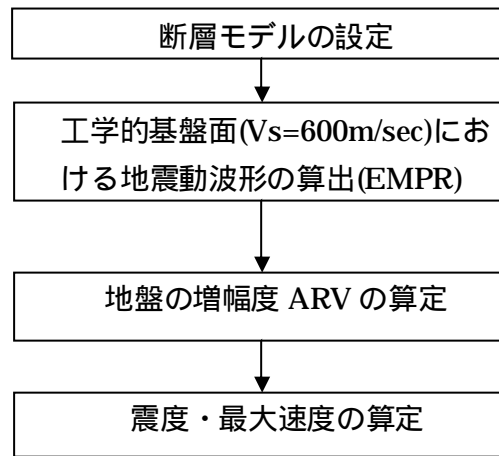 断層モデルの設定
工学的基盤面(Vs=600m/sec)にお
ける地震動波形の算出(EMPR)
地盤の増幅度 ARV の算定
震度・最大速度の算定